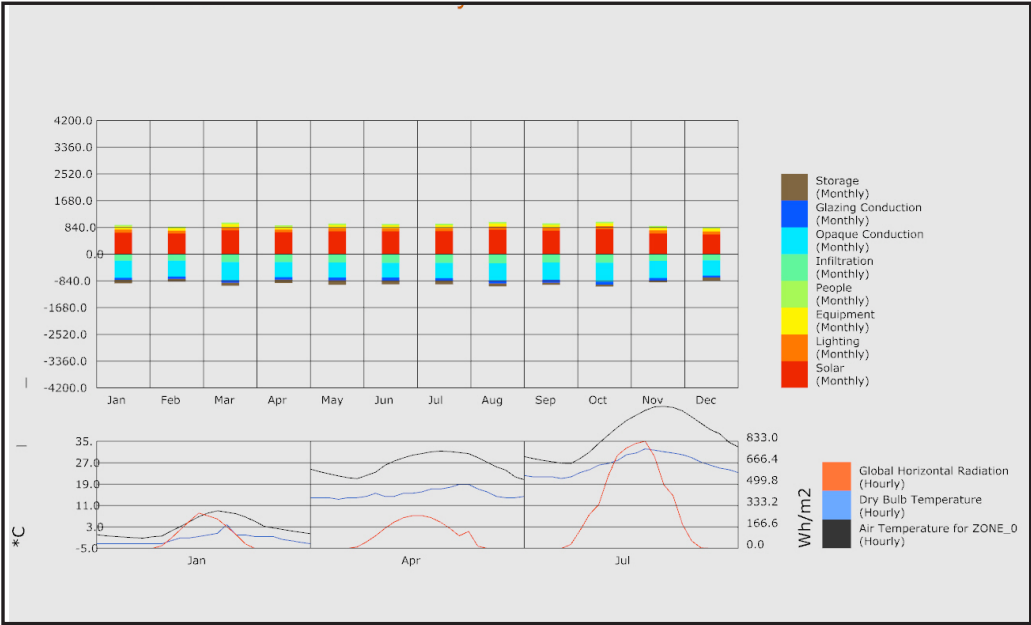 4200.0
3360.0
2520.0
1680.0
840.0
0.0
-840.0
-1680.0
-2520.0
-3360.0
-4200.0
Jan Feb Mar Apr May Jun Jul Aug Sep Oct Nov Dec
Storage
(Monthly)
Glazing Conduction
(Monthly)
Opaque Conduction
(Monthly)
Infiltration
(Monthly)
People
(Monthly)
Equipment
(Monthly)
Lighting
(Monthly)
Solar
(Monthly)
*C
35.
27.0
19.0
11.0
3.0
-5.0
Jan Apr Jul
833.0
666.4
499.8
333.2
166.6
0.0
Wh/m2
Global Horizontal Radiation
(Hourly)
Dry Bulb Temperature
(Hourly)
Air Temperature for ZONE_0
(Hourly)